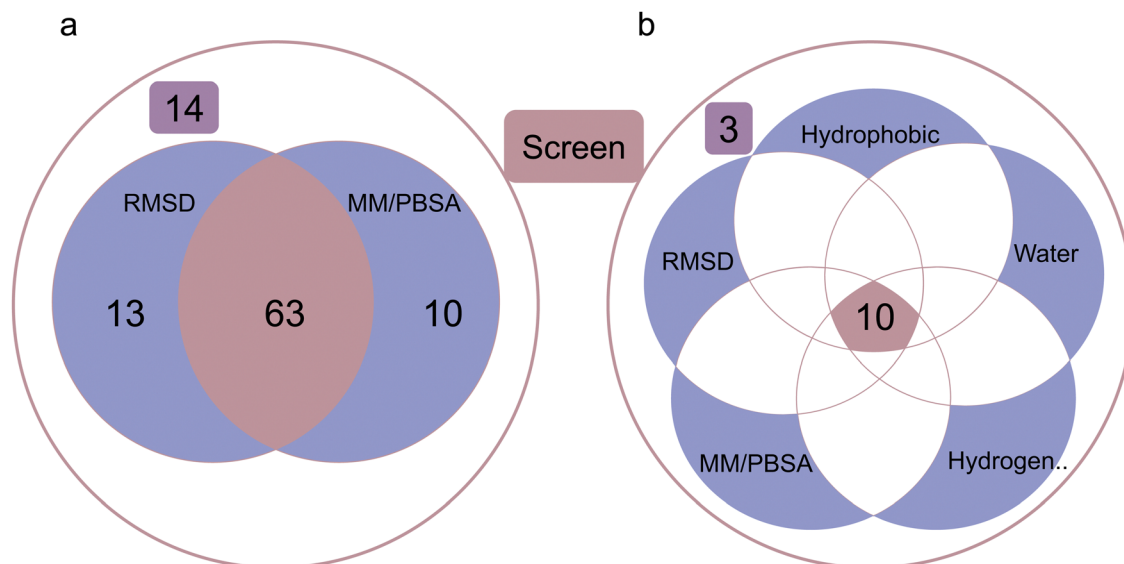 a
14
RMSD
MM/PBSA
13
63
10
Screen
b
3
Hydrophobic
RMSD
Water
10
MM/PBSA
Hydrogen..